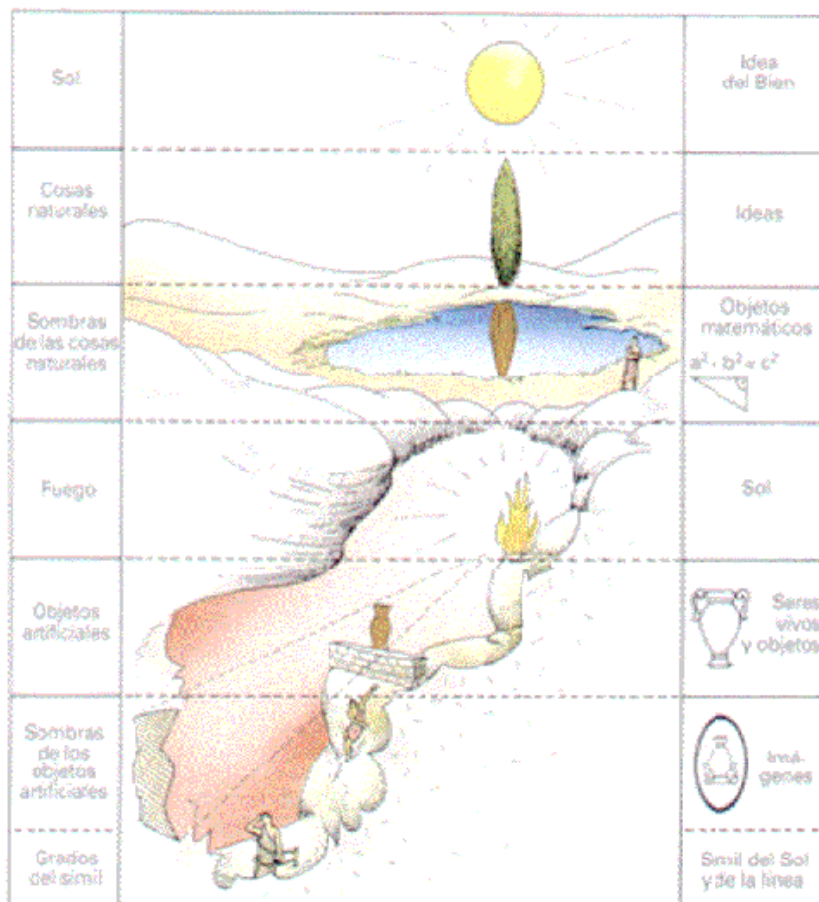 Sol
Idea
del Bien
Cosas
naturales
Ideas
Sombras
de las cosas
naturales
Objetos
matemáticos
a² + b² = c²
Fuego
Sol
Objetos
artificiales
Seres
vivos
y objetos
Sombras
de los
objetos
artificiales
Imá-
genes
Grados
del símil
Símil del Sol
y de la línea